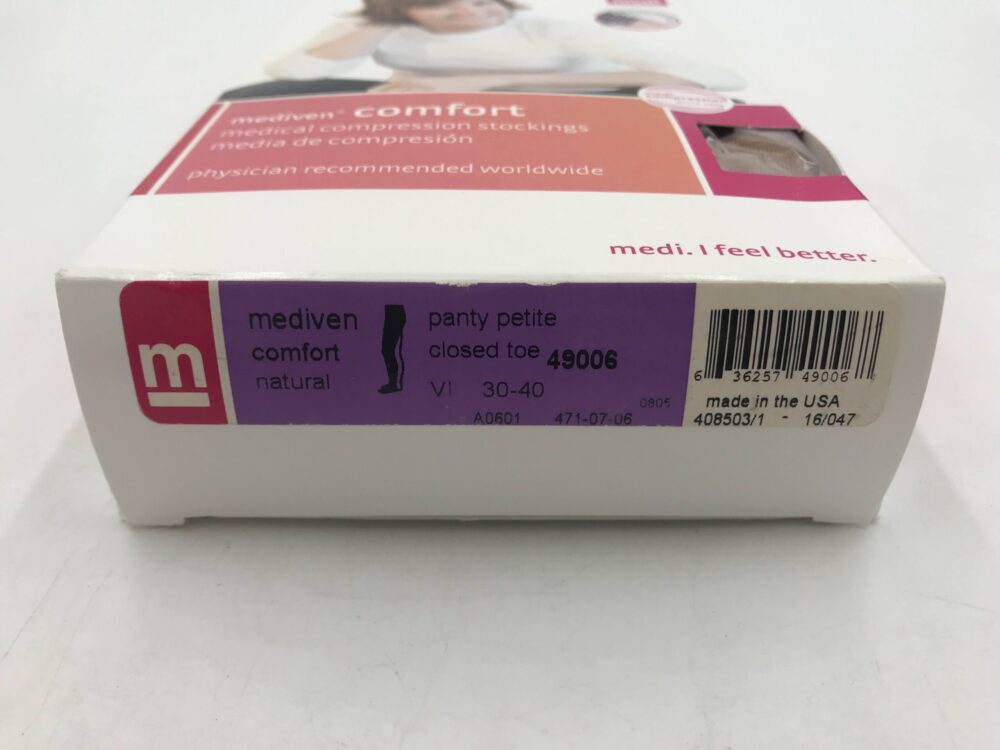 mediven® comfort
medical compression stockings
media de compresión
physician recommended worldwide
medi. I feel better.
m
mediven
comfort
natural
panty petite
closed toe 49006
VI 30-40
0805
A0601 471-07-06
6 36257 49006
made in the USA
408503/1 - 16/047